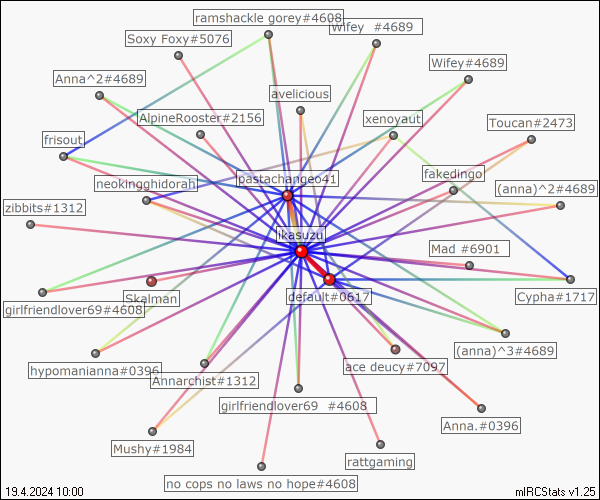 ramshackle gorey#4608
Wifey  #4689
Soxy Foxy#5076
Wifey#4689
Anna^2#4689
avelicious
AlpineRooster#2156
xenoyaut
Toucan#2473
frisout
pastachangeo41
fakedingo
neokingghidorah
(anna)^2#4689
zibbits#1312
ikasuzu
Mad #6901
Skalman
default#0617
Cypha#1717
girlfriendlover69#4608
(anna)^3#4689
hypomanianna#0396
ace deucy#7097
Annarchist#1312
girlfriendlover69  #4608
Anna.#0396
Mushy#1984
rattgaming
no cops no laws no hope#4608
19.4.2024 10:00
mIRCStats v1.25